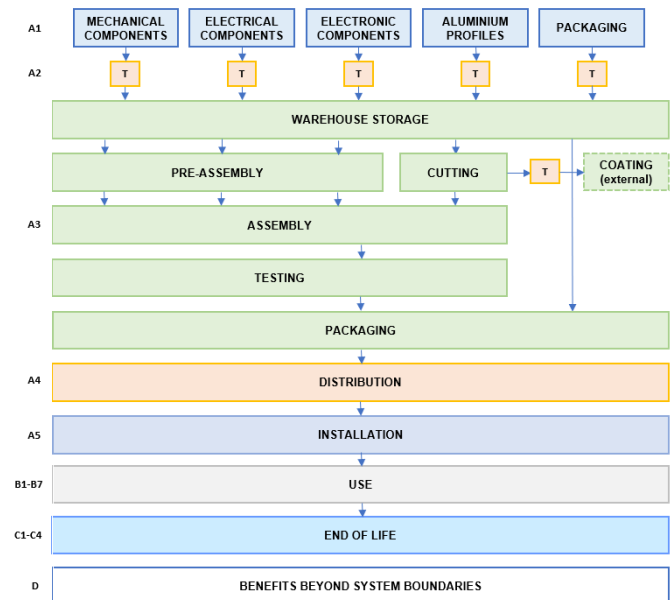 A1
MECHANICAL
COMPONENTS
ELECTRICAL
COMPONENTS
ELECTRONIC
COMPONENTS
ALUMINIUM
PROFILES
PACKAGING
A2
T
T
T
T
T
WAREHOUSE STORAGE
PRE-ASSEMBLY
CUTTING
T
COATING
(external)
A3
ASSEMBLY
TESTING
PACKAGING
A4
DISTRIBUTION
A5
INSTALLATION
B1-B7
USE
C1-C4
END OF LIFE
D
BENEFITS BEYOND SYSTEM BOUNDARIES